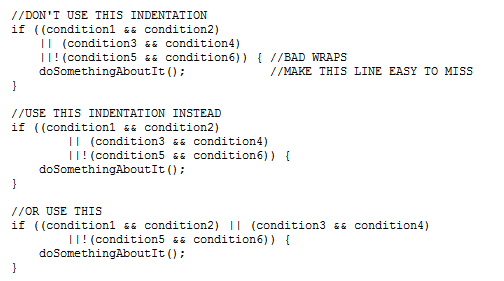 //DON'T USE THIS INDENTATION
if ((condition1 && condition2)
    || (condition3 && condition4)
    ||!(condition5 && condition6)) { //BAD WRAPS
    doSomethingAboutIt();            //MAKE THIS LINE EASY TO MISS
}

//USE THIS INDENTATION INSTEAD
if ((condition1 && condition2)
        || (condition3 && condition4)
        ||!(condition5 && condition6)) {
    doSomethingAboutIt();
}

//OR USE THIS
if ((condition1 && condition2) || (condition3 && condition4)
        ||!(condition5 && condition6)) {
    doSomethingAboutIt();
}